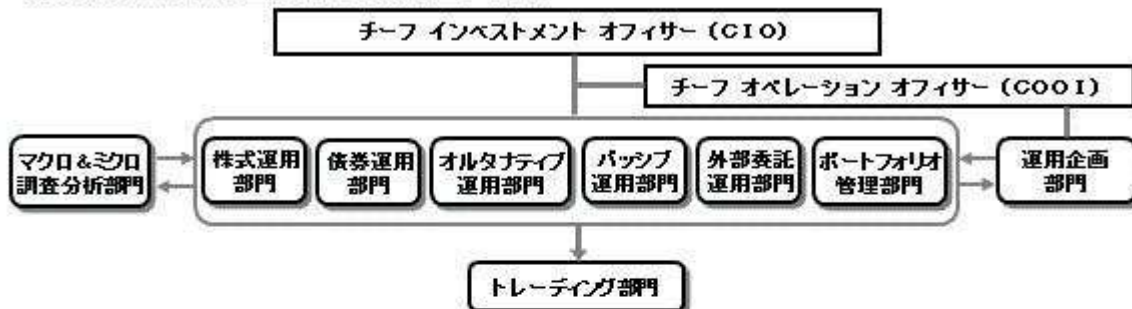 チーフ インベストメント オフィサー (CIO)
チーフ オペレーション オフィサー (COOI)
マクロ&ミクロ
調査分析部門
株式運用
部門
債券運用
部門
オルタナティブ
運用部門
パッシブ
運用部門
外部委託
運用部門
ポートフォリオ
管理部門
運用企画
部門
トレーディング部門